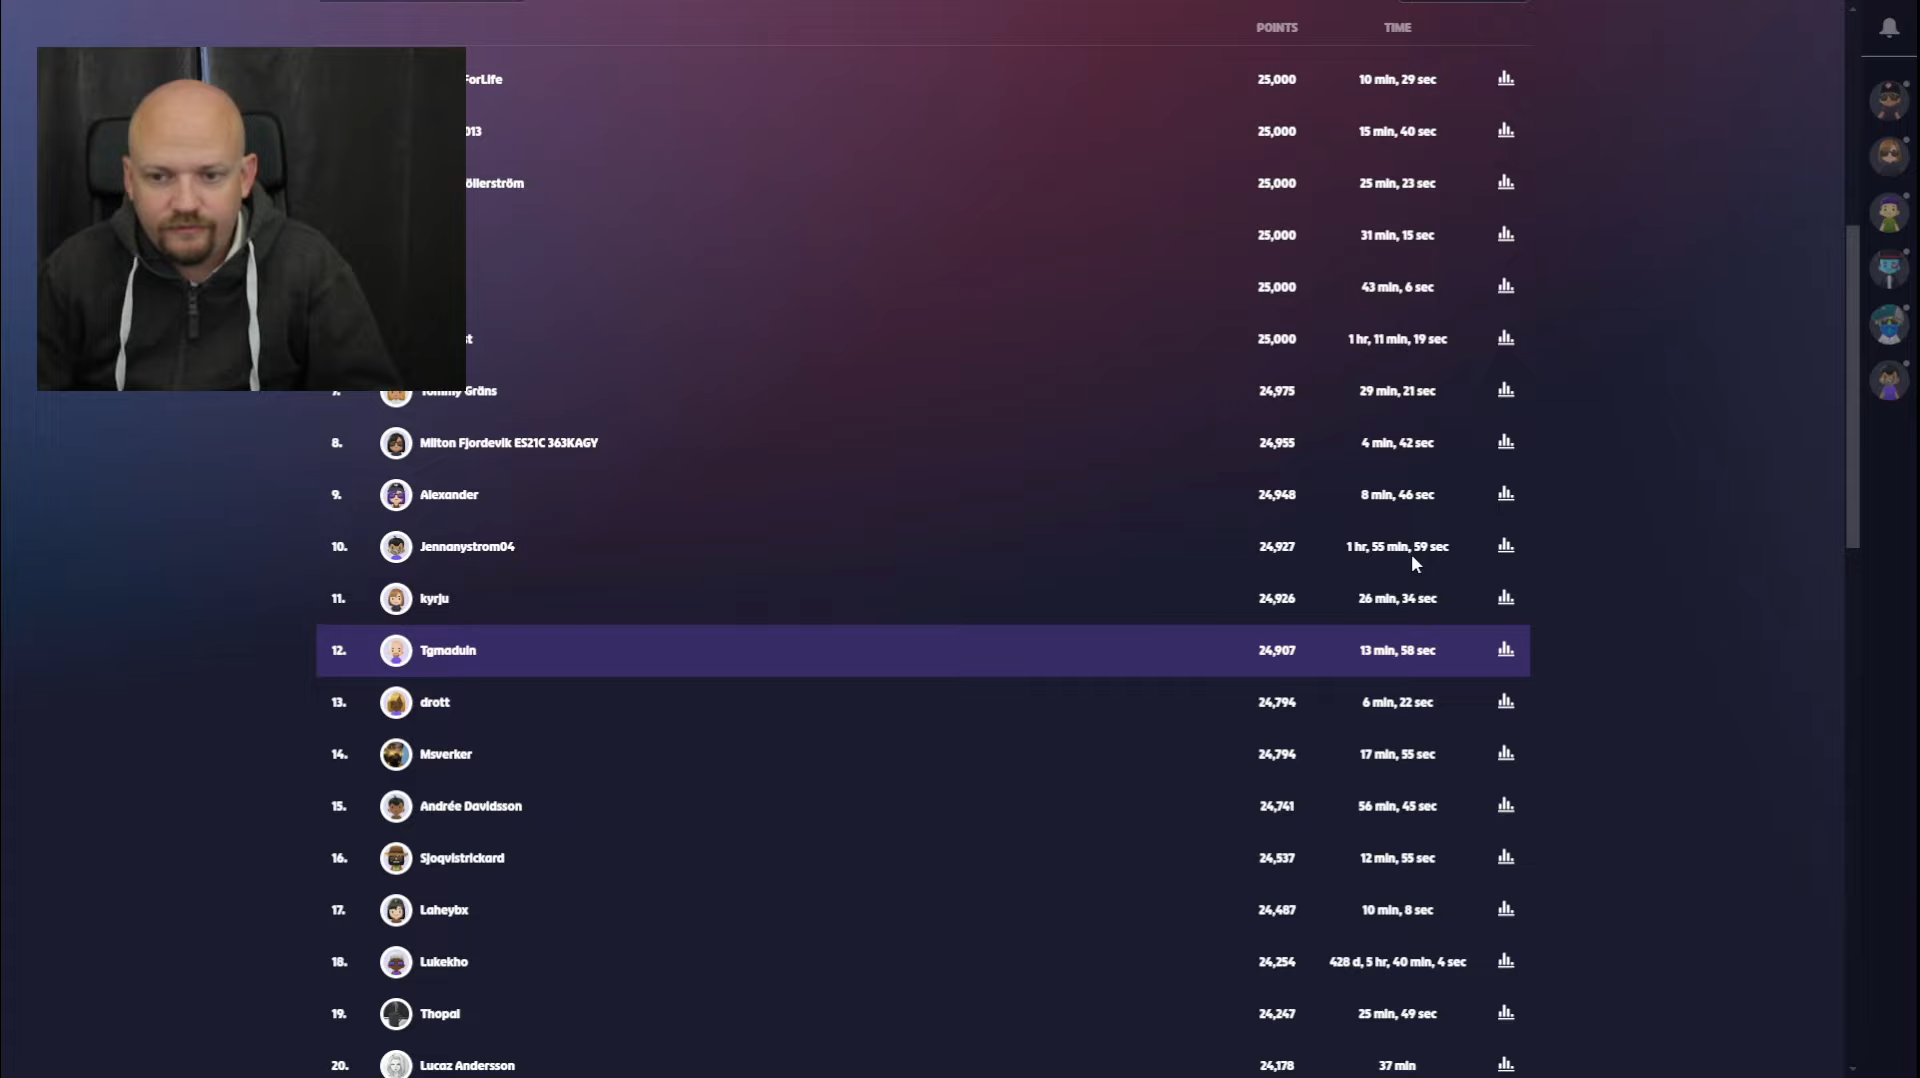 POINTS TIME
ForLife 25,000 10 min, 29 sec
013 25,000 15 min, 40 sec
öllerström 25,000 25 min, 23 sec
25,000 31 min, 15 sec
25,000 43 min, 6 sec
st 25,000 1 hr, 11 min, 19 sec
7. Tommy Gräns 24,975 29 min, 21 sec
8. Milton Fjordevik ES21C 363KAGY 24,955 4 min, 42 sec
9. Alexander 24,948 8 min, 46 sec
10. Jennanystrom04 24,927 1 hr, 55 min, 59 sec
11. kyrju 24,926 26 min, 34 sec
12. Tgmaduin 24,907 13 min, 58 sec
13. drott 24,794 6 min, 22 sec
14. Msverker 24,794 17 min, 55 sec
15. Andrée Davidsson 24,741 56 min, 45 sec
16. Sjoqvistrickard 24,537 12 min, 55 sec
17. Laheybx 24,487 10 min, 8 sec
18. Lukekho 24,254 428 d, 5 hr, 40 min, 4 sec
19. Thopal 24,247 25 min, 49 sec
20. Lucaz Andersson 24,178 37 min